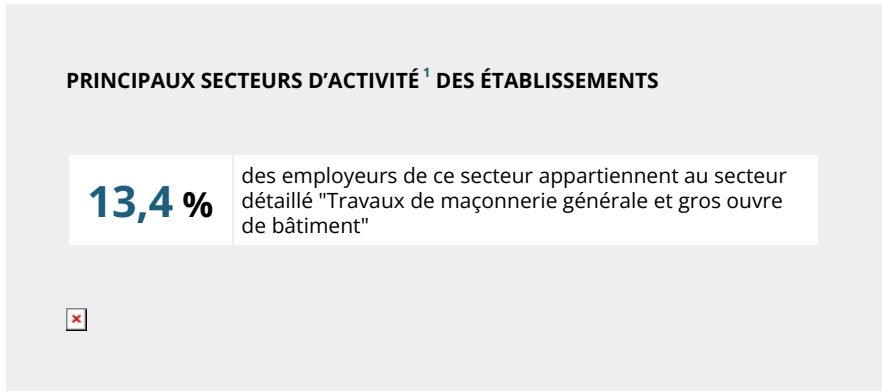 PRINCIPAUX SECTEURS D’ACTIVITÉ 1 DES ÉTABLISSEMENTS
13,4 %
des employeurs de ce secteur appartiennent au secteur
détaillé "Travaux de maçonnerie générale et gros ouvre
de bâtiment"